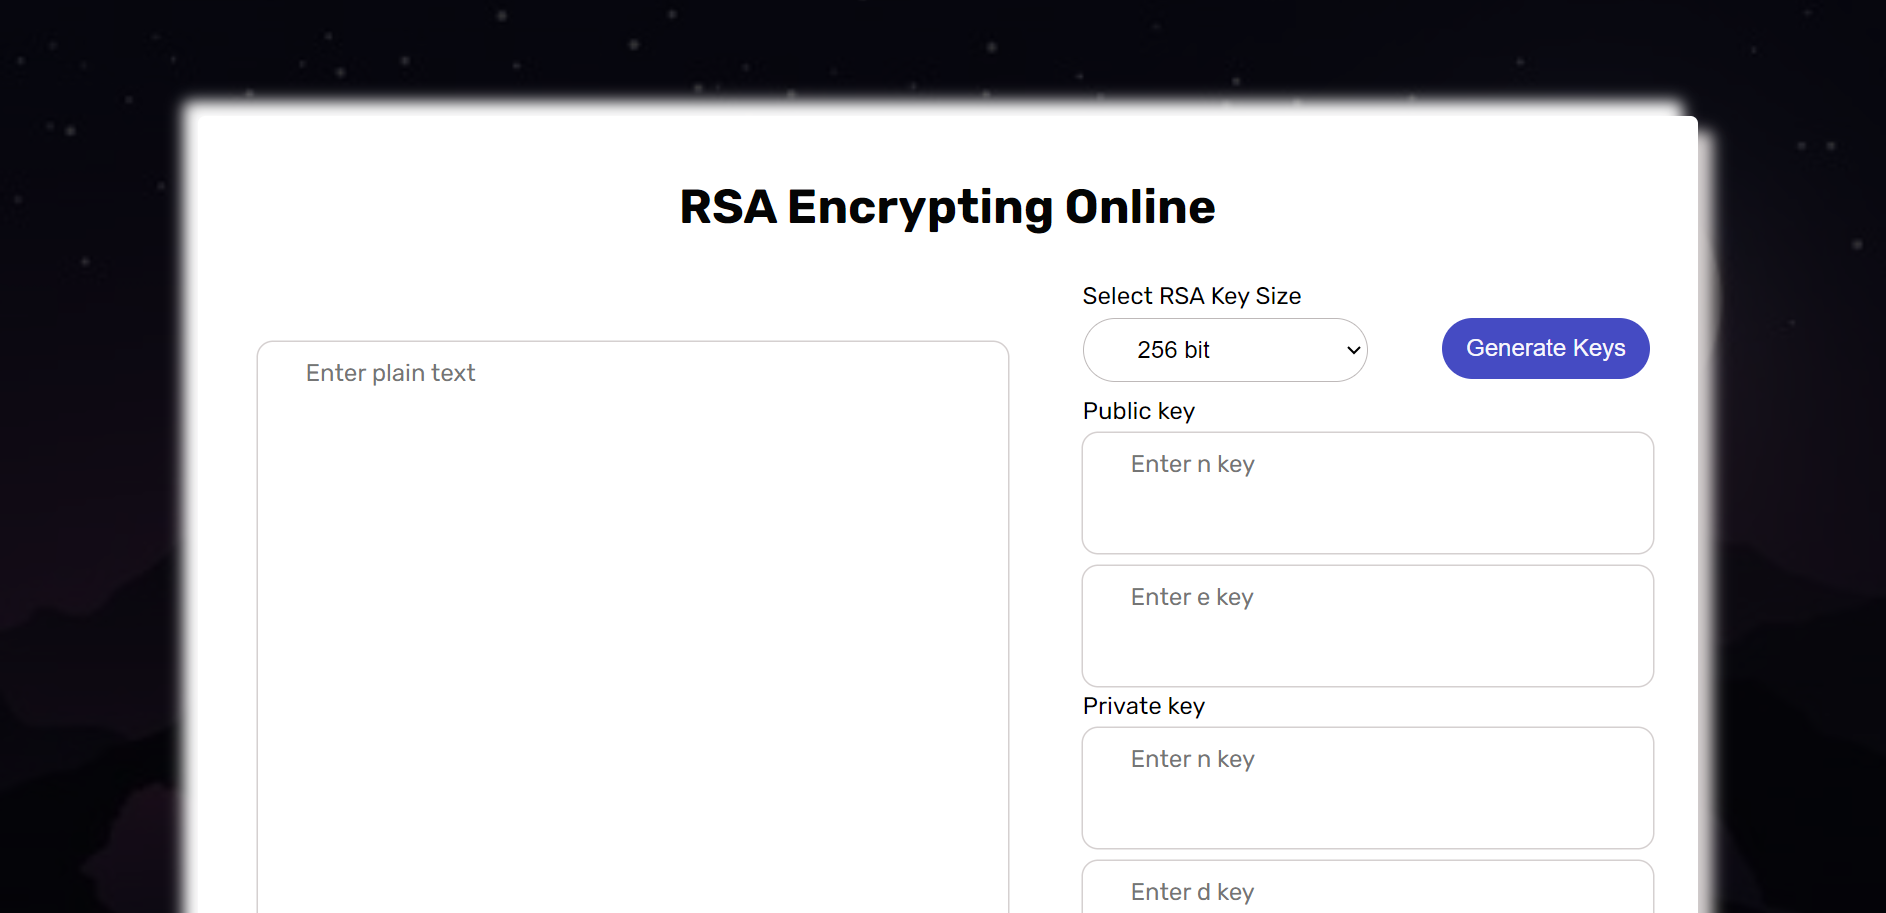 RSA Encrypting Online
Select RSA Key Size
256 bit
Generate Keys
Enter plain text
Public key
Enter n key
Enter e key
Private key
Enter n key
Enter d key